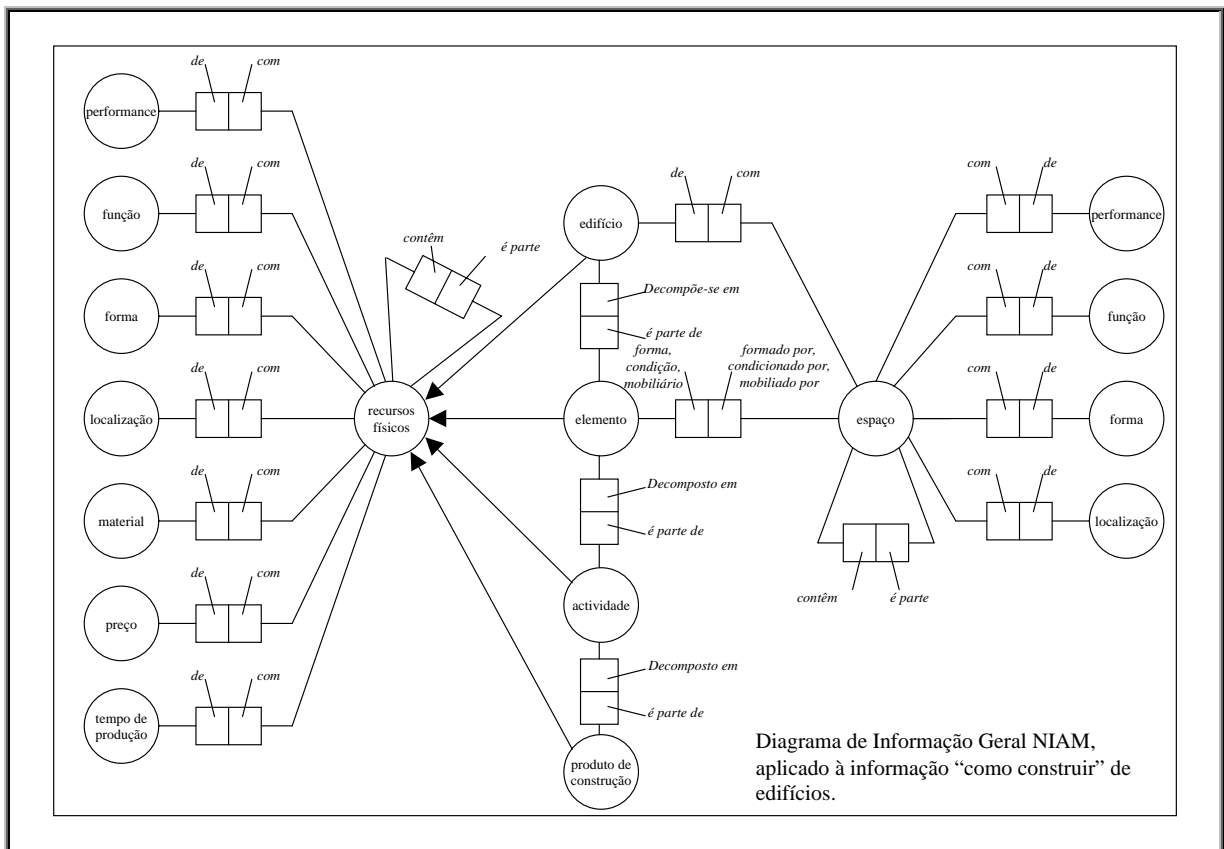 de
com
performance
de
com
função
de
com
forma
de
com
localização
de
com
material
de
com
preço
de
com
tempo de
produção
contêm
é parte
recursos
físicos
edifício
de
com
Decompõe-se em
é parte de
forma,
condição,
mobiliário
formado por,
condicionado por,
mobiliado por
elemento
Decomposto em
é parte de
actividade
Decomposto em
é parte de
produto de
construção
espaço
contêm
é parte
com
de
performance
com
de
função
com
de
forma
com
de
localização
Diagrama de Informação Geral NIAM,
aplicado à informação “como construir” de
edifícios.